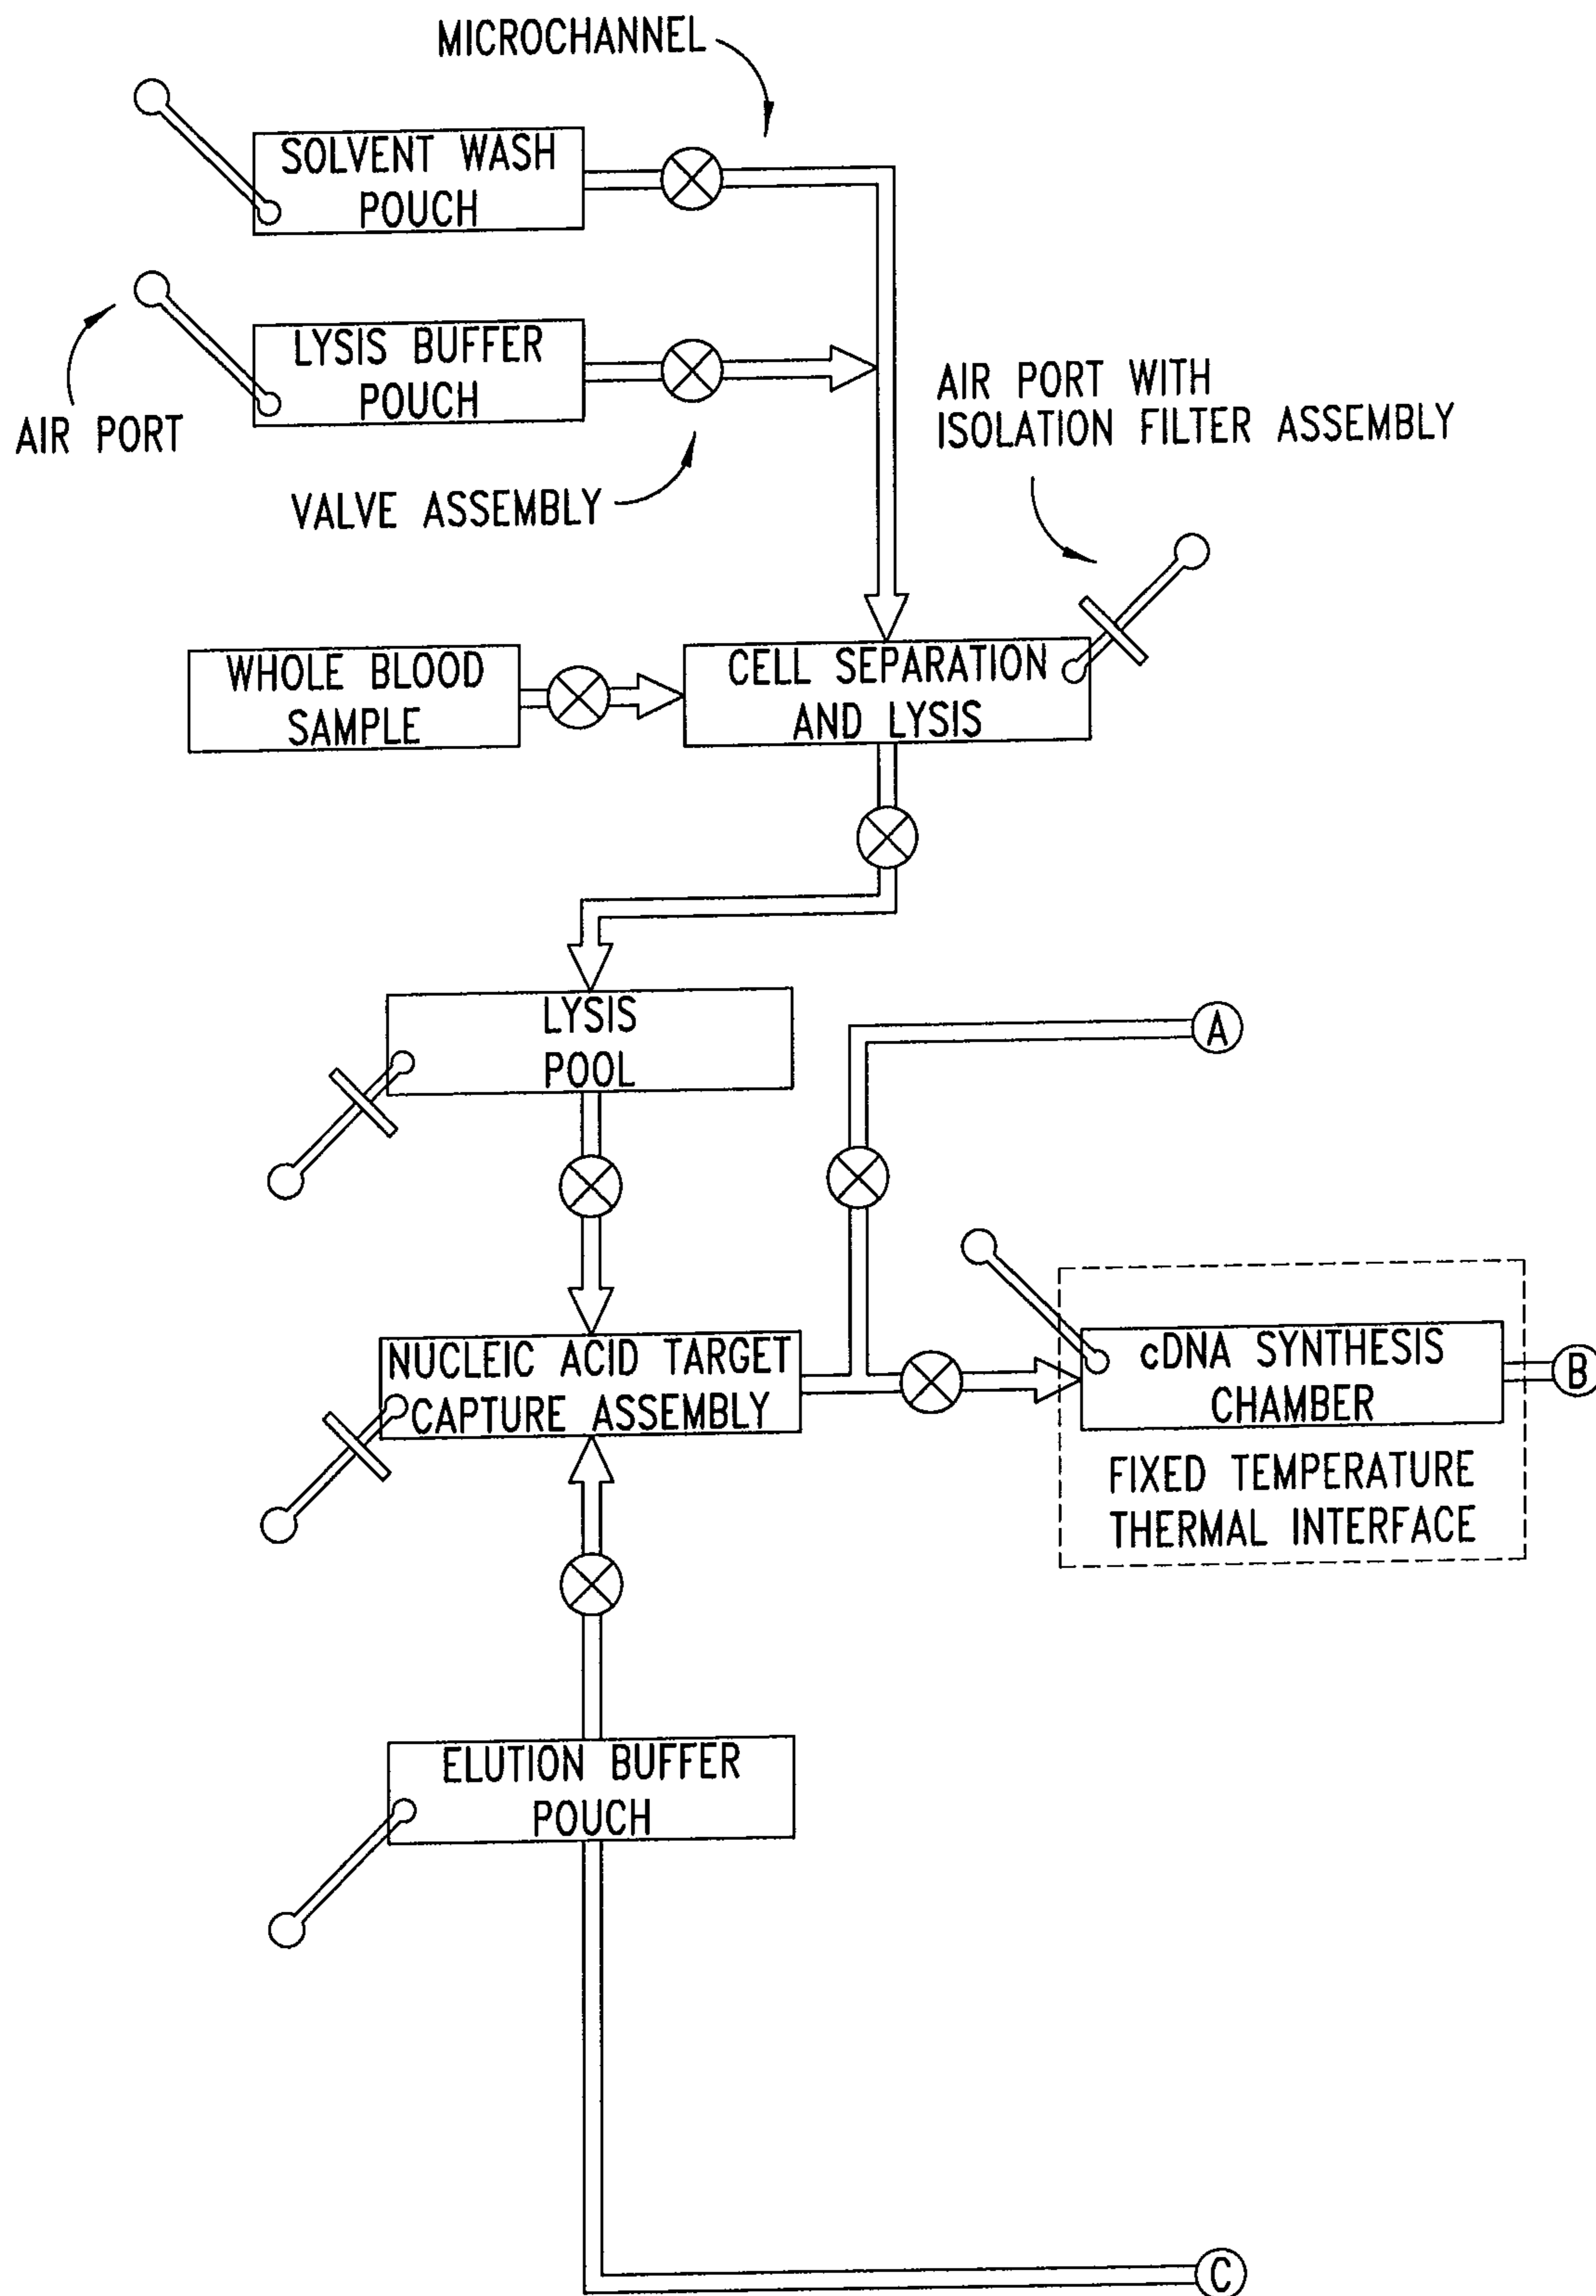 MICROCHANNEL
SOLVENT WASH
POUCH
LYSIS BUFFER
POUCH
AIR PORT
VALVE ASSEMBLY
AIR PORT WITH
ISOLATION FILTER ASSEMBLY
WHOLE BLOOD
SAMPLE
CELL SEPARATION
AND LYSIS
LYSIS
POOL
A
NUCLEIC ACID TARGET
CAPTURE ASSEMBLY
cDNA SYNTHESIS
CHAMBER
B
FIXED TEMPERATURE
THERMAL INTERFACE
ELUTION BUFFER
POUCH
C